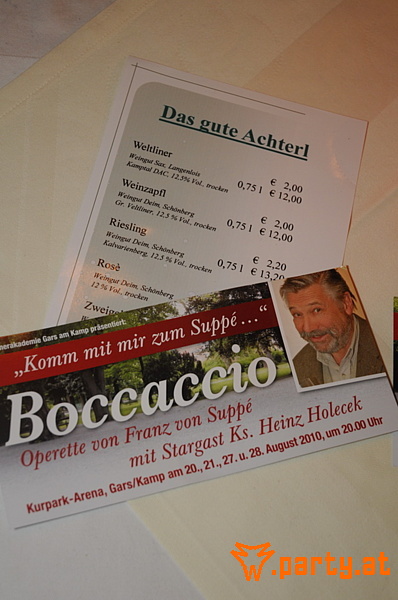 Das gute Achterl
Weltliner
Weingut Sax, Langenlois
Kamptal DAC, 12.5% Vol., trocken
€ 2,00
0,75 l € 12,00
Weinzapfl
Weingut Deim, Schönberg
Gr. Veltliner, 12.5 % Vol., trocken
€ 2,00
0,75 l € 12,00
Riesling
Weingut Deim, Schönberg
Kalvarienberg, 12.5 % Vol., trocken
€ 2,20
0,75 l € 13,20
Rosè
Weingut Deim, Schönberg
12 % Vol., trocken
akademie Gars am Kamp präsentiert:
„Komm mit mir zum Suppé …“
Boccaccio
Operette von Franz von Suppé
mit Stargast Ks. Heinz Holecek
Kurpark-Arena, Gars/Kamp am 20., 21., 27. u. 28. August 2010, um 20.00 Uhr
.party.at